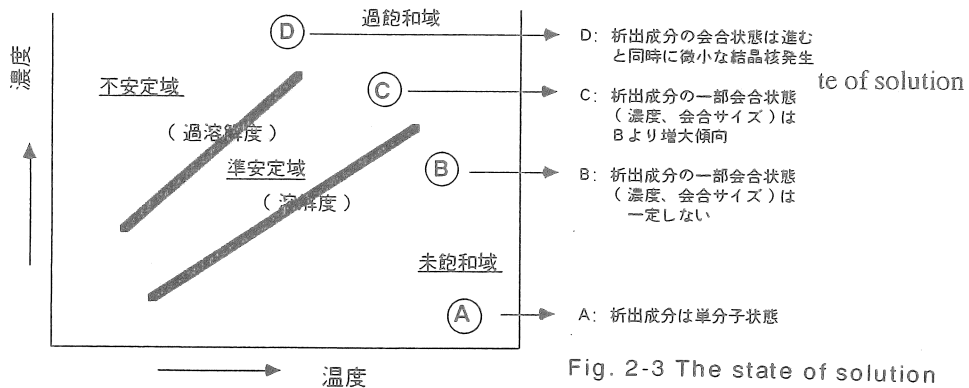 過飽和域
D
D: 析出成分の会合状態は進む
と同時に微小な結晶核発生
濃度
不安定域
C
te of solution
C: 析出成分の一部会合状態
(濃度、会合サイズ)は
Bより増大傾向
(過溶解度)
準安定域
B
B: 析出成分の一部会合状態
(濃度、会合サイズ)は
一定しない
(溶解度)
未飽和域
A
A: 析出成分は単分子状態
温度
Fig. 2-3 The state of solution